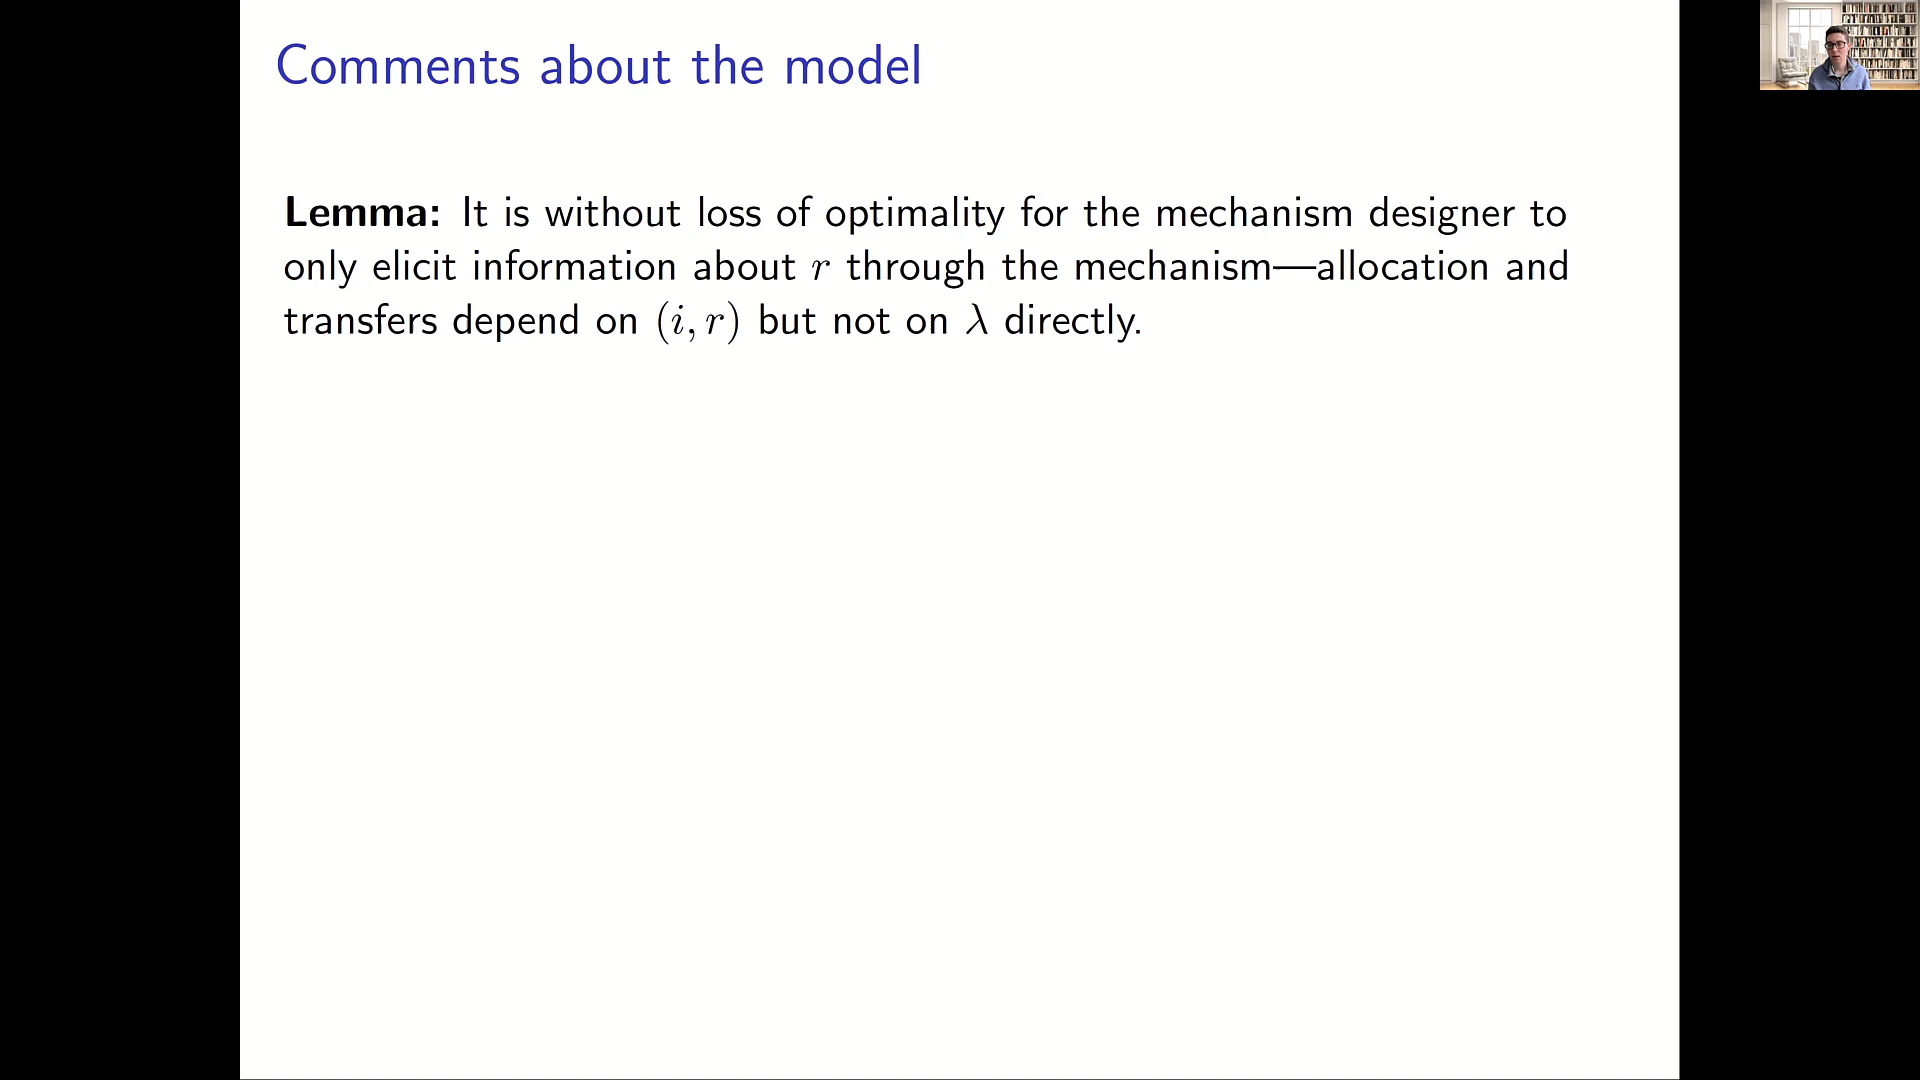 Comments about the model
Lemma: It is without loss of optimality for the mechanism designer to
only elicit information about r through the mechanism—allocation and
transfers depend on (i, r) but not on λ directly.